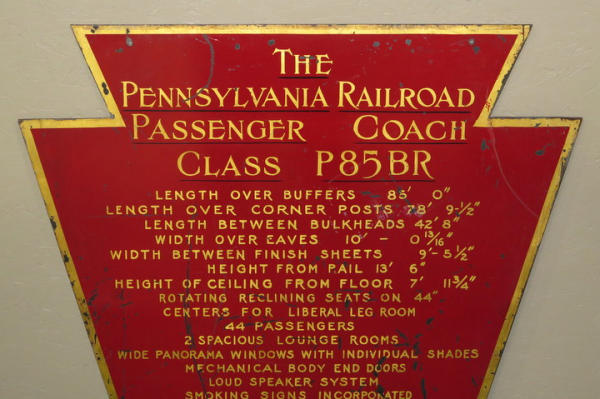 THE
PENNSYLVANIA RAILROAD
PASSENGER COACH
CLASS P85BR
LENGTH OVER BUFFERS 85' 0"
LENGTH OVER CORNER POSTS 78' 9-1/2"
LENGTH BETWEEN BULKHEADS 42' 8"
WIDTH OVER EAVES 10' - 0 13/16"
WIDTH BETWEEN FINISH SHEETS 9'- 5 1/2"
HEIGHT FROM RAIL 13' 6"
HEIGHT OF CEILING FROM FLOOR 7' 11 3/4"
ROTATING RECLINING SEATS ON 44"
CENTERS FOR LIBERAL LEG ROOM
44 PASSENGERS
2 SPACIOUS LOUNGE ROOMS
WIDE PANORAMA WINDOWS WITH INDIVIDUAL SHADES
MECHANICAL BODY END DOORS
LOUD SPEAKER SYSTEM
SMOKING SIGNS INCORPORATED